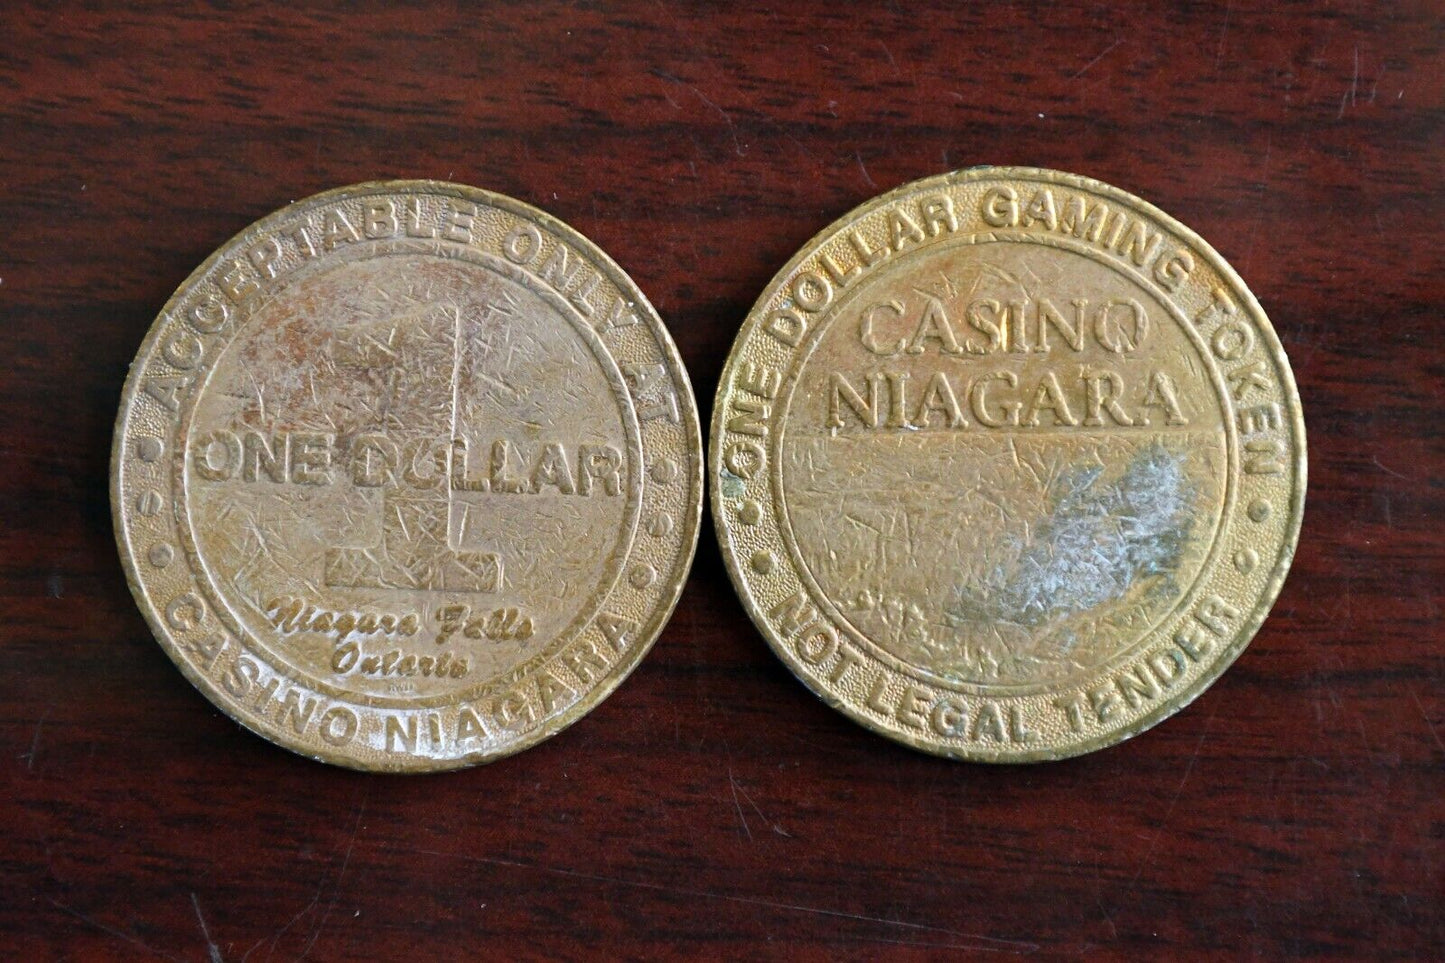 ACCEPTABLE ONLY AT
1
ONE DOLLAR
Niagara Falls
Ontario
CASINO NIAGARA
ONE DOLLAR GAMING TOKEN
CASINO
NIAGARA
NOT LEGAL TENDER